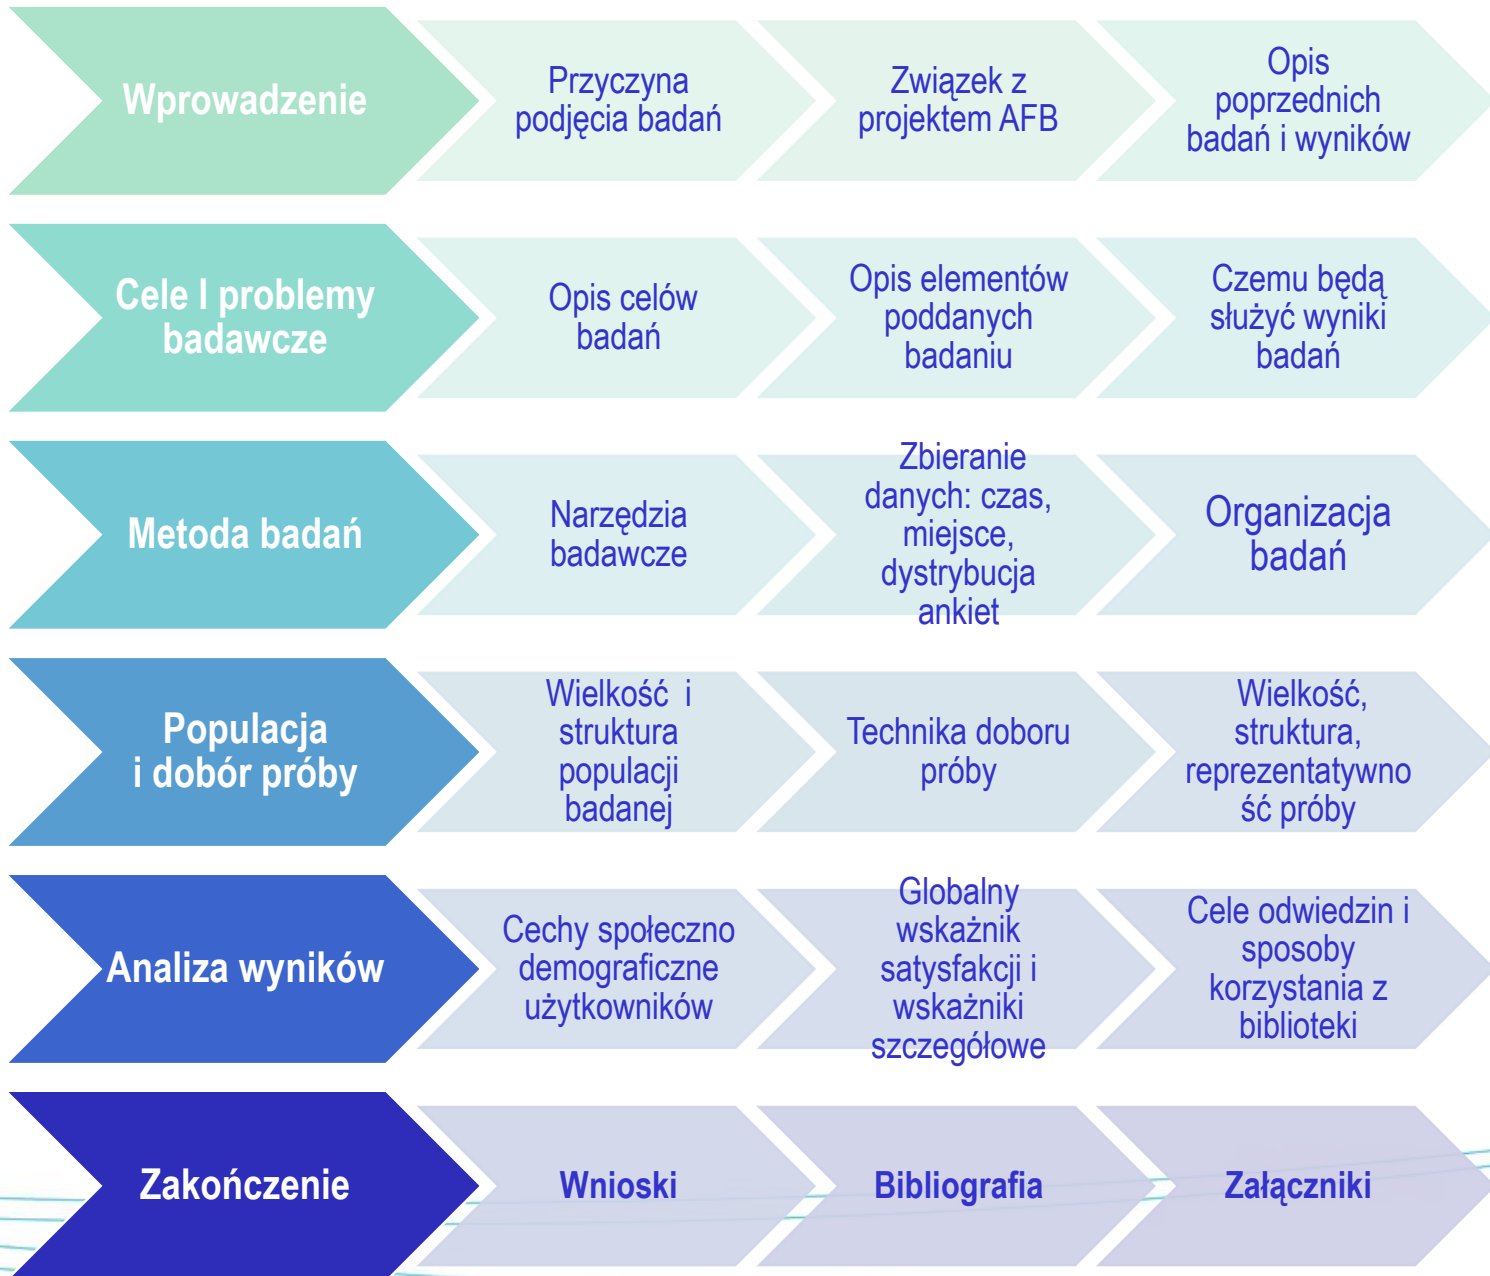 Wprowadzenie
Przyczyna
podjęcia badań
Związek z
projektem AFB
Opis
poprzednich
badań i wyników
Cele I problemy
badawcze
Opis celów
badań
Opis elementów
poddanych
badaniu
Czemu będą
służyć wyniki
badań
Metoda badań
Narzędzia
badawcze
Zbieranie
danych: czas,
miejsce,
dystrybucja
ankiet
Organizacja
badań
Populacja
i dobór próby
Wielkość i
struktura
populacji
badanej
Technika doboru
próby
Wielkość,
struktura,
reprezentatywno
ść próby
Analiza wyników
Cechy społeczno
demograficzne
użytkowników
Globalny
wskażnik
satysfakcji i
wskażniki
szczegółowe
Cele odwiedzin i
sposoby
korzystania z
biblioteki
Zakończenie
Wnioski
Bibliografia
Załączniki